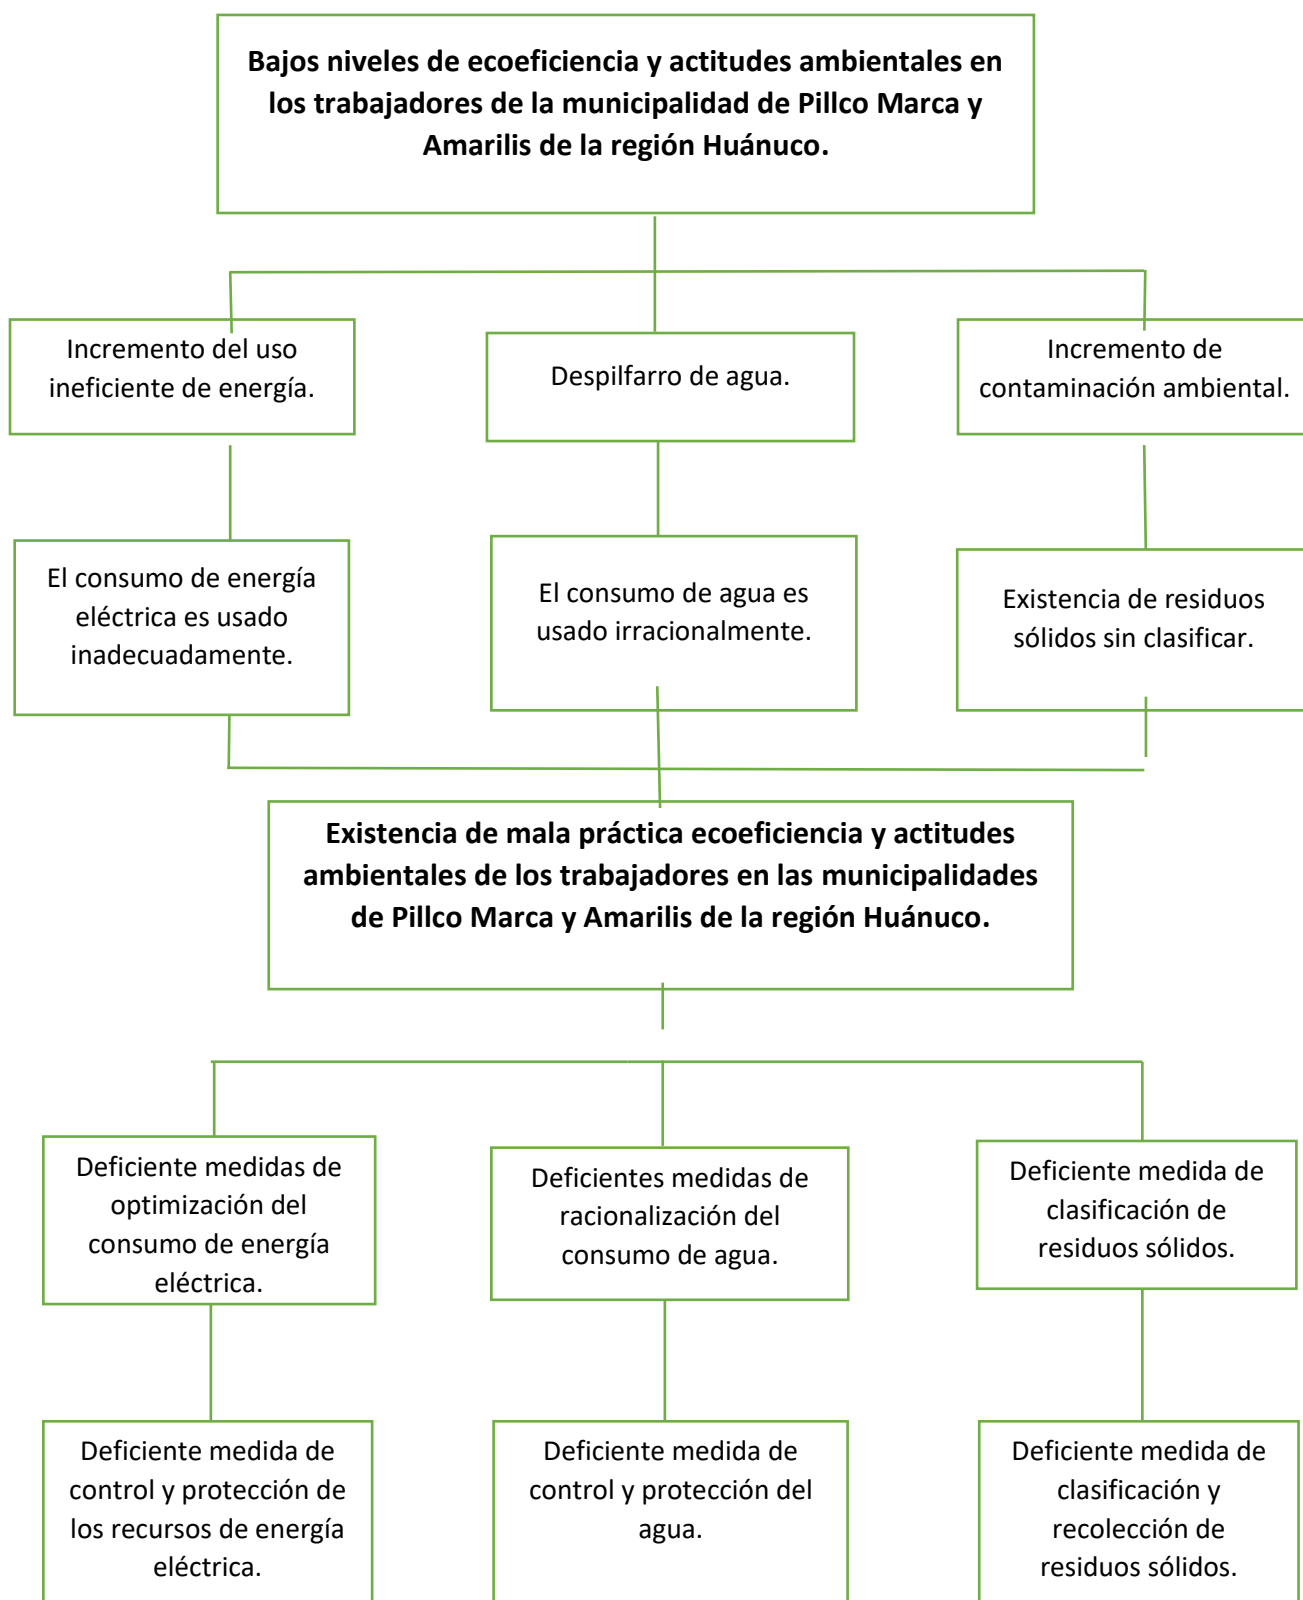 Bajos niveles de ecoeficiencia y actitudes ambientales en
los trabajadores de la municipalidad de Pillco Marca y
Amarilis de la región Huánuco.
Incremento del uso
ineficiente de energía.
Despilfarro de agua.
Incremento de
contaminación ambiental.
El consumo de energía
eléctrica es usado
inadecuadamente.
El consumo de agua es
usado irracionalmente.
Existencia de residuos
sólidos sin clasificar.
Existencia de mala práctica ecoeficiencia y actitudes
ambientales de los trabajadores en las municipalidades
de Pillco Marca y Amarilis de la región Huánuco.
Deficiente medidas de
optimización del
consumo de energía
eléctrica.
Deficientes medidas de
racionalización del
consumo de agua.
Deficiente medida de
clasificación de
residuos sólidos.
Deficiente medida de
control y protección de
los recursos de energía
eléctrica.
Deficiente medida de
control y protección del
agua.
Deficiente medida de
clasificación y
recolección de
residuos sólidos.